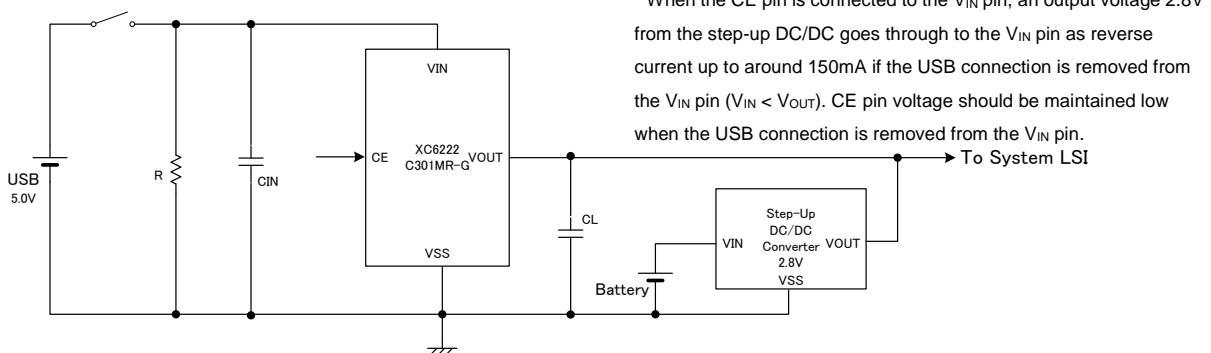 When the CE pin is connected to the VIN pin, an output voltage 2.8V
from the step-up DC/DC goes through to the VIN pin as reverse
current up to around 150mA if the USB connection is removed from
the VIN pin (VIN < VOUT). CE pin voltage should be maintained low
when the USB connection is removed from the VIN pin.
To System LSI
USB
5.0V
R
CIN
VIN
CE
XC6222
C301MR-G
VOUT
VSS
CL
Battery
VIN
Step-Up
DC/DC
Converter
2.8V
VOUT
VSS